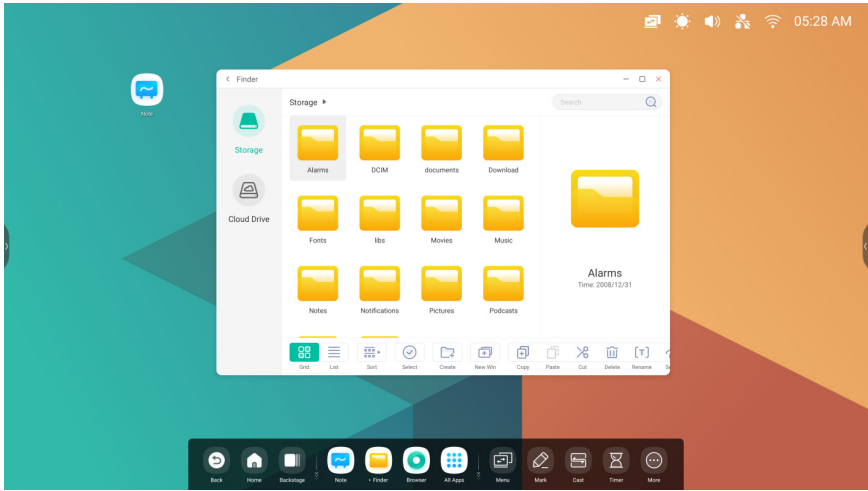 05:28 AM
Note
Finder
Storage
Search
Storage
Cloud Drive
Alarms
DCIM
documents
Download
Fonts
libs
Movies
Music
Notes
Notifications
Pictures
Podcasts
Alarms
Time: 2008/12/31
Grid
List
Sort
Select
Create
New Win
Copy
Paste
Cut
Delete
Rename
Back
Home
Backstage
Note
• Finder
Browser
All Apps
Menu
Mark
Cast
Timer
More